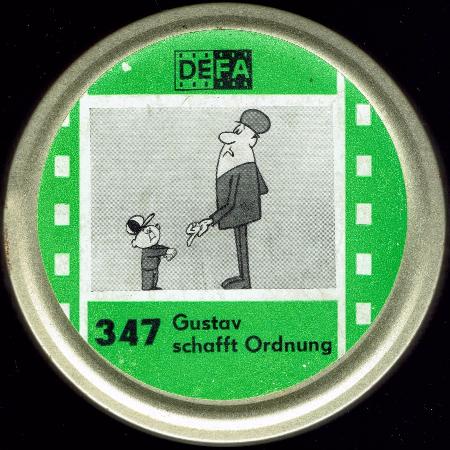 DEFA
347 Gustav
schafft Ordnung